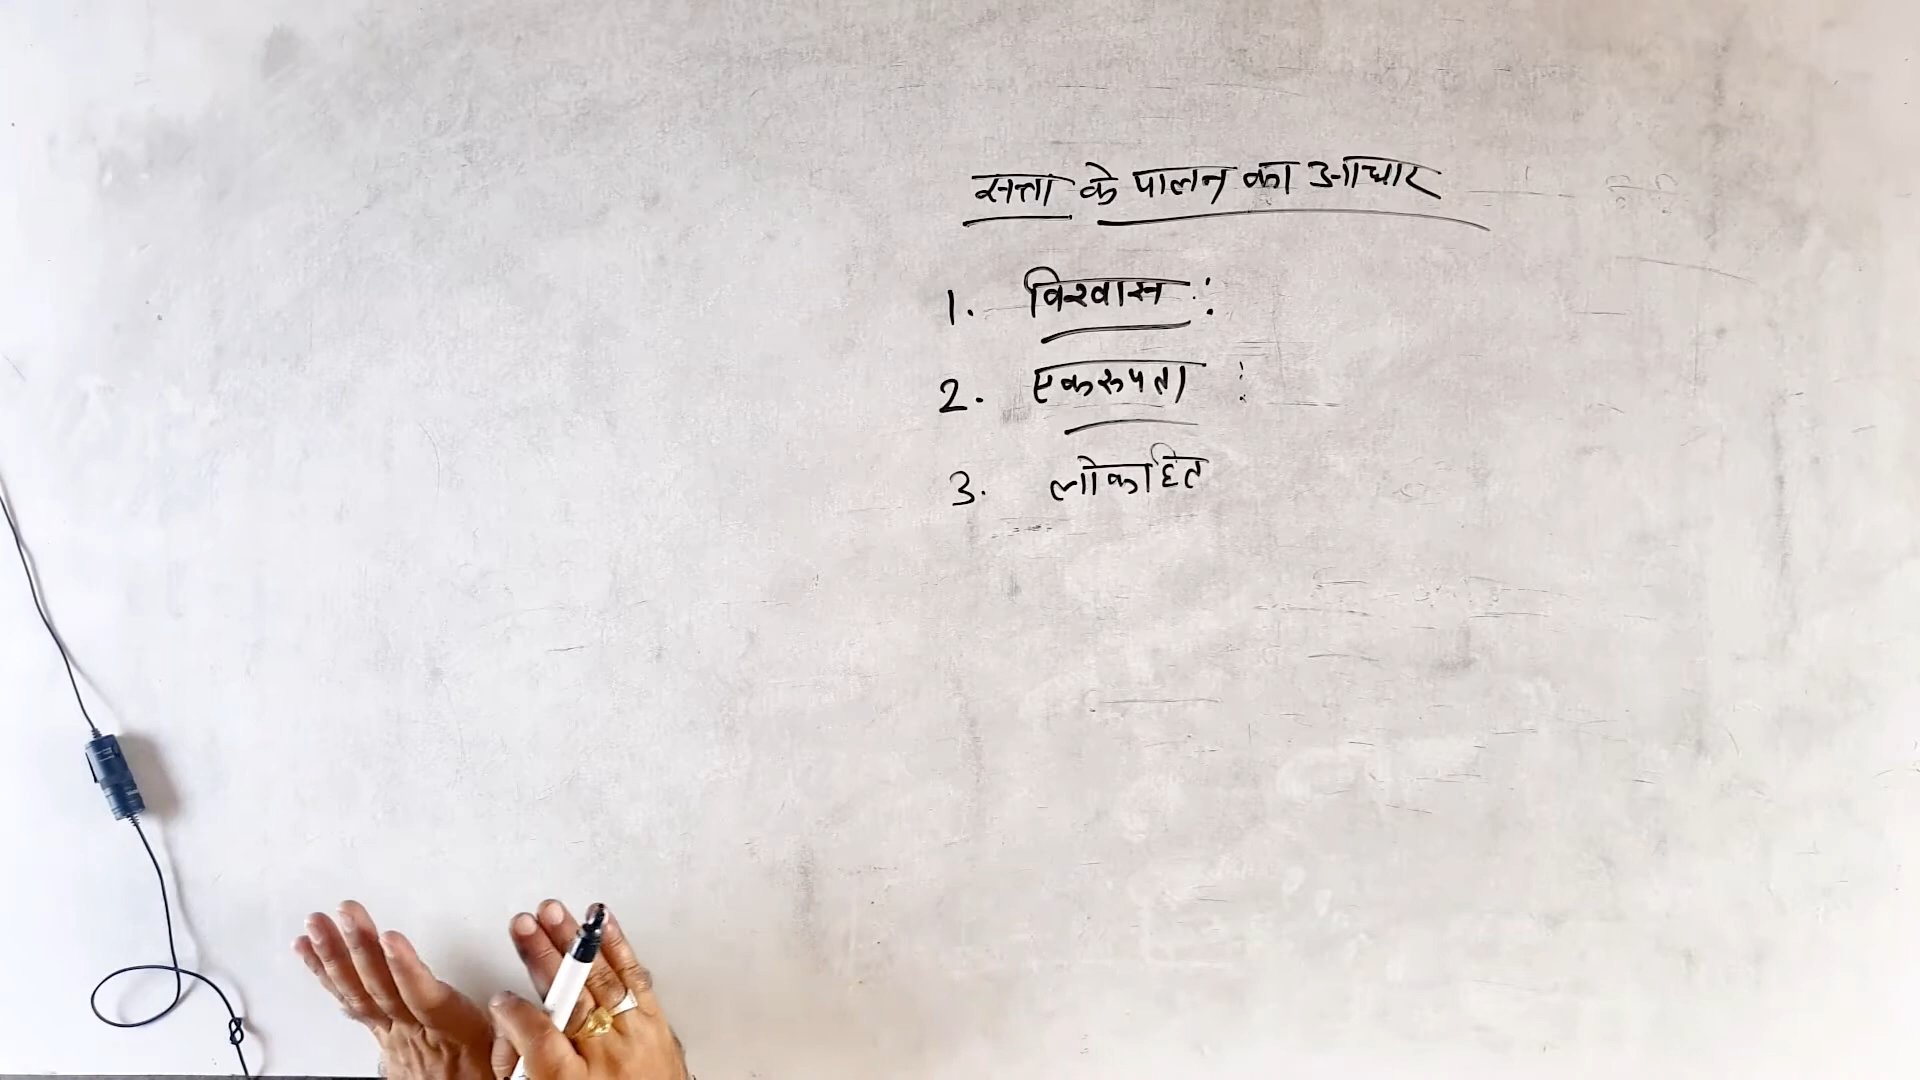 सत्ता के पालन का आधार
1. विश्वास :
2. एकरुपता :
3. लोकहित